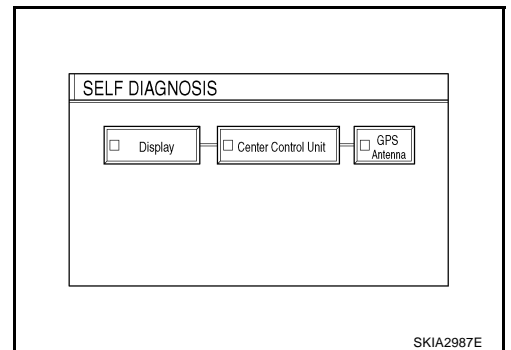 SELF DIAGNOSIS
Display
Center Control Unit
GPS
Antenna
SKIA2987E